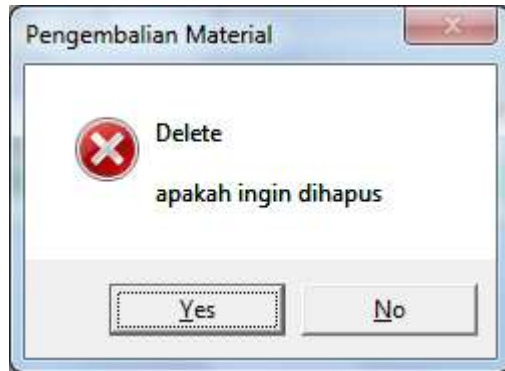 Pengembalian Material
Delete
apakah ingin dihapus
Yes
No